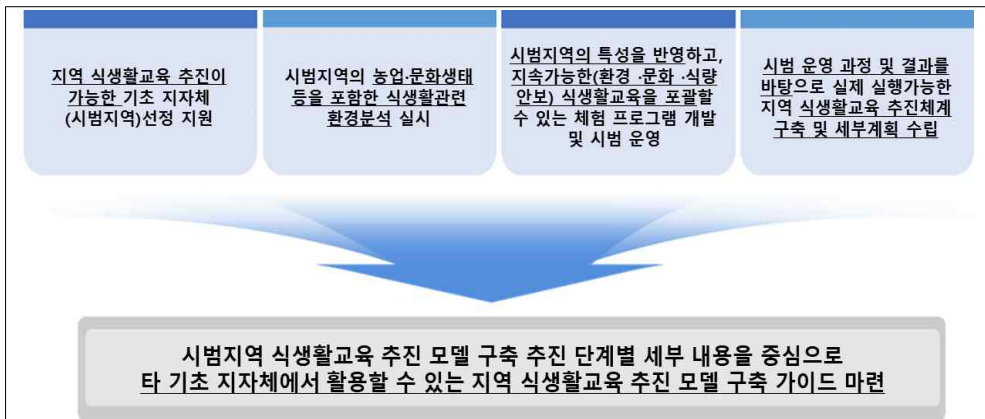 지역 식생활교육 추진이
가능한 기초 지자체
(시범지역)선정 지원
시범지역의 농업·문화생태
등을 포함한 식생활관련
환경분석 실시
시범지역의 특성을 반영하고,
지속가능한(환경 ·문화 ·식량
안보) 식생활교육을 포괄할
수 있는 체험 프로그램 개발
및 시범 운영
시범 운영 과정 및 결과를
바탕으로 실제 실행가능한
지역 식생활교육 추진체계
구축 및 세부계획 수립
시범지역 식생활교육 추진 모델 구축 추진 단계별 세부 내용을 중심으로
타 기초 지자체에서 활용할 수 있는 지역 식생활교육 추진 모델 구축 가이드 마련